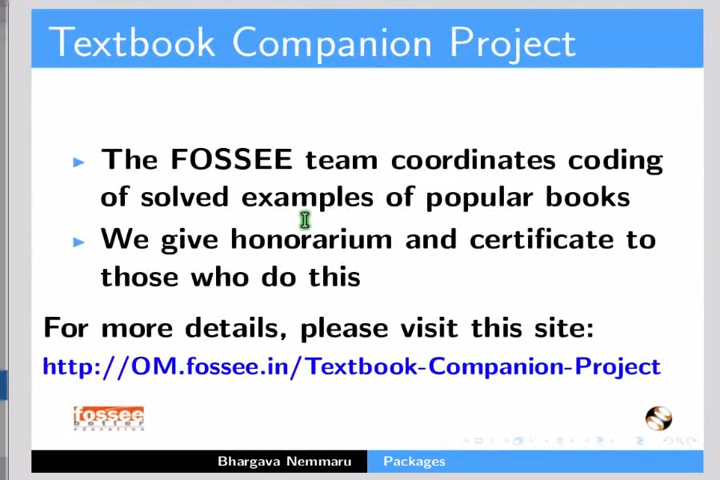 Textbook Companion Project
The FOSSEE team coordinates coding
of solved examples of popular books
We give honorarium and certificate to
those who do this
For more details, please visit this site:
http://OM.fossee.in/Textbook-Companion-Project
fossee
better
education
Bhargava Nemmaru Packages